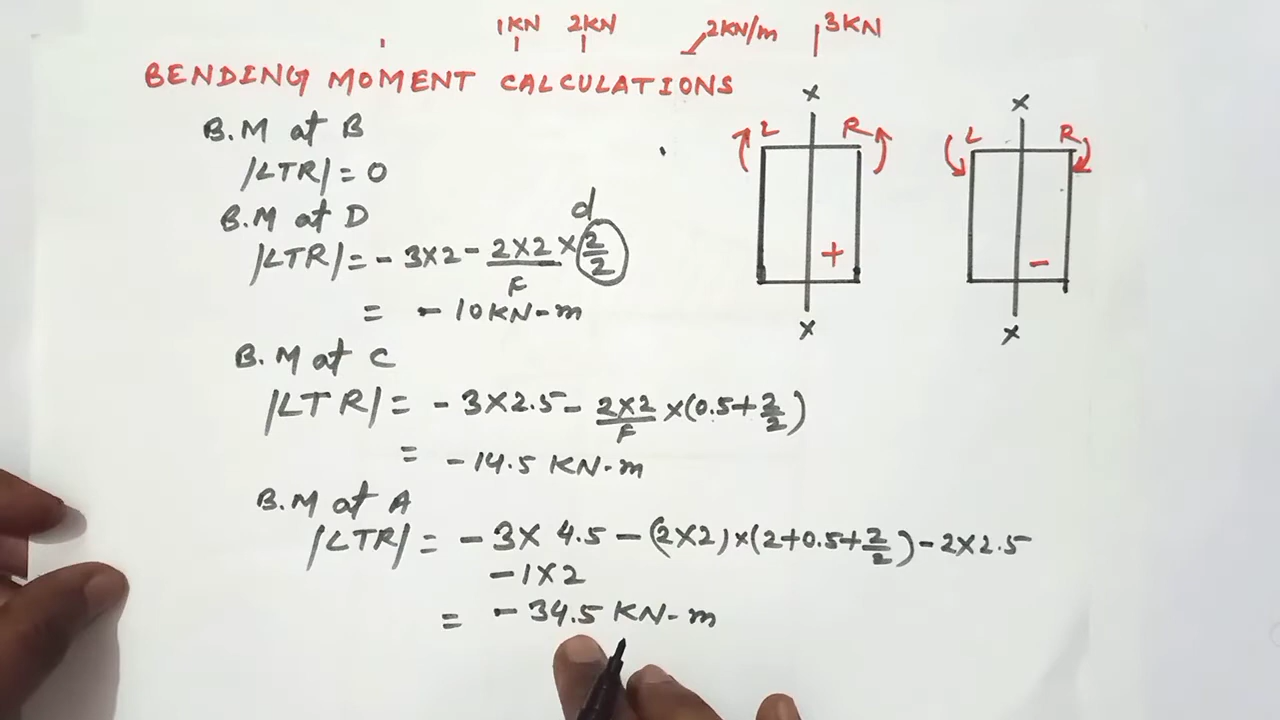 1KN 2KN 2KN/m 3KN
BENDING MOMENT CALCULATIONS
B.M at B
|LTR| = 0
B.M at D
d
|LTR| = - 3×2 - 2×2 × 2/2
F
= - 10KN-m
B.M at C
|LTR| = - 3×2.5 - 2×2 ×(0.5+2/2)
F
= -14.5 KN-m
B.M at A
|LTR| = - 3× 4.5 - (2×2)×(2+0.5+2/2) - 2×2.5
- 1×2
= - 34.5 KN-m
X
L R
+
X
X
L R
-
X